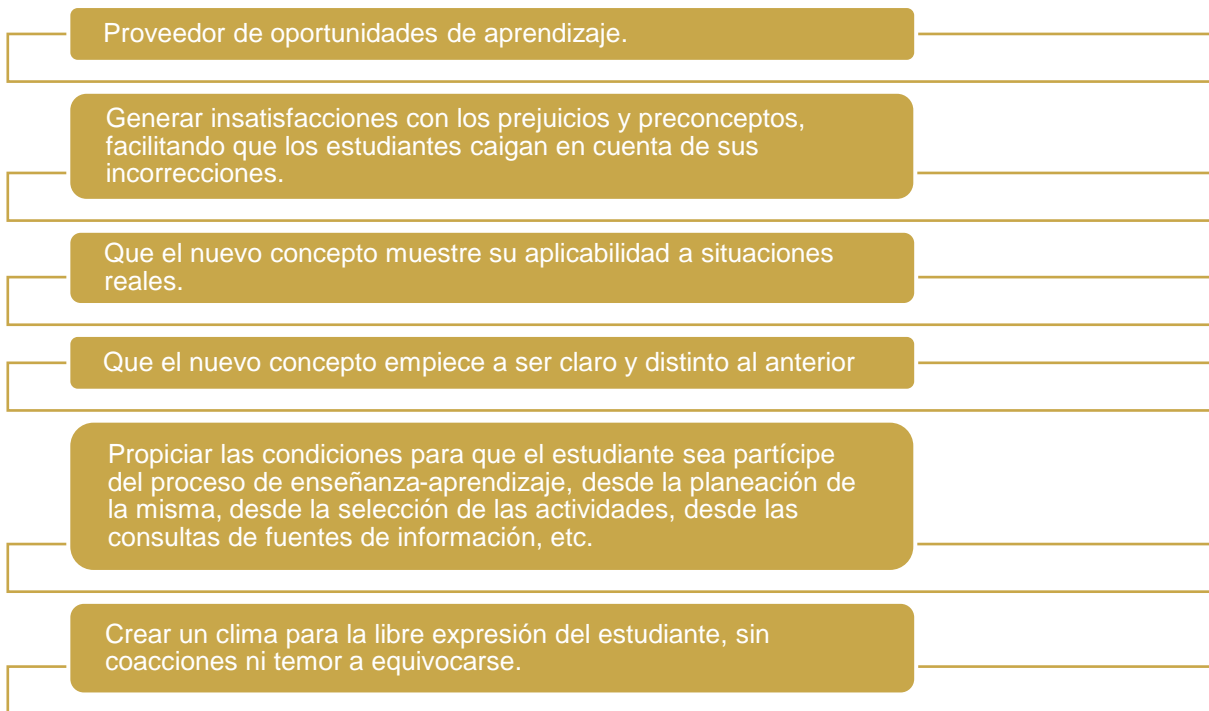 Proveedor de oportunidades de aprendizaje.
Generar insatisfacciones con los prejuicios y preconceptos,
facilitando que los estudiantes caigan en cuenta de sus
incorrecciones.
Que el nuevo concepto muestre su aplicabilidad a situaciones
reales.
Que el nuevo concepto empiece a ser claro y distinto al anterior
Propiciar las condiciones para que el estudiante sea partícipe
del proceso de enseñanza-aprendizaje, desde la planeación de
la misma, desde la selección de las actividades, desde las
consultas de fuentes de información, etc.
Crear un clima para la libre expresión del estudiante, sin
coacciones ni temor a equivocarse.